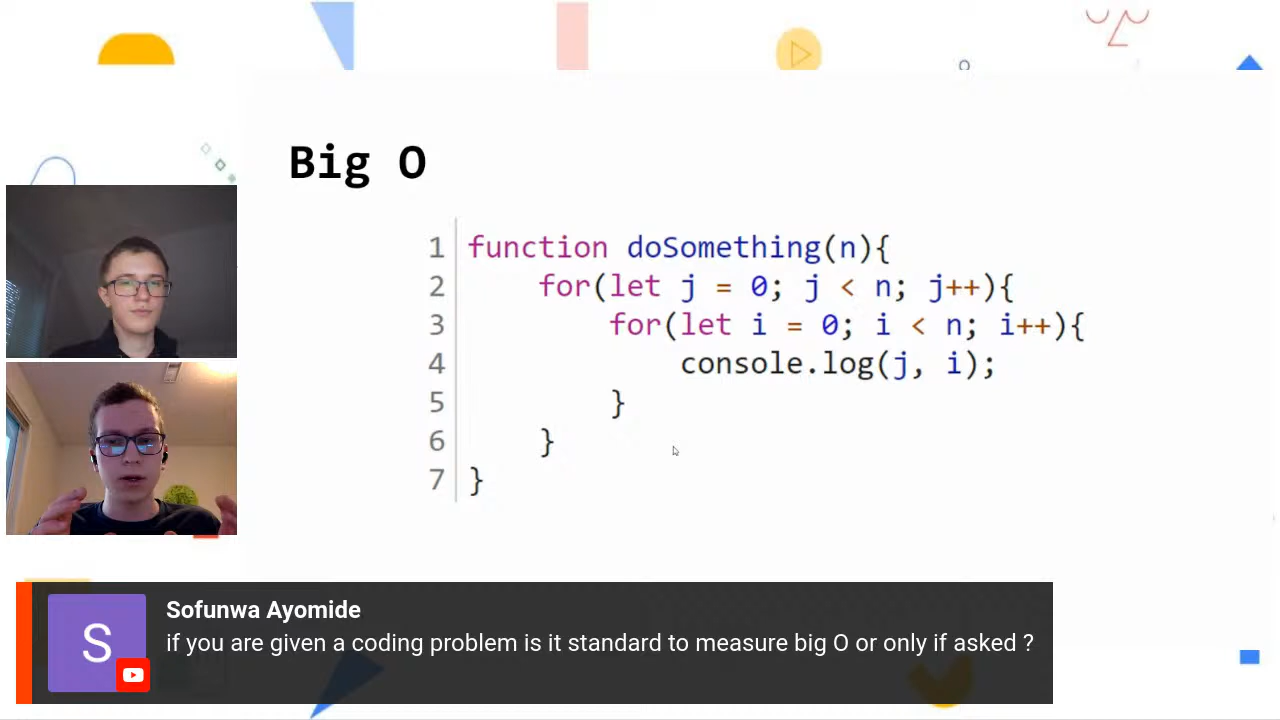 Big O
1 function doSomething(n){
2 for(let j = 0; j < n; j++){
3 for(let i = 0; i < n; i++){
4 console.log(j, i);
5 }
6 }
7 }
S
Sofunwa Ayomide
if you are given a coding problem is it standard to measure big O or only if asked ?